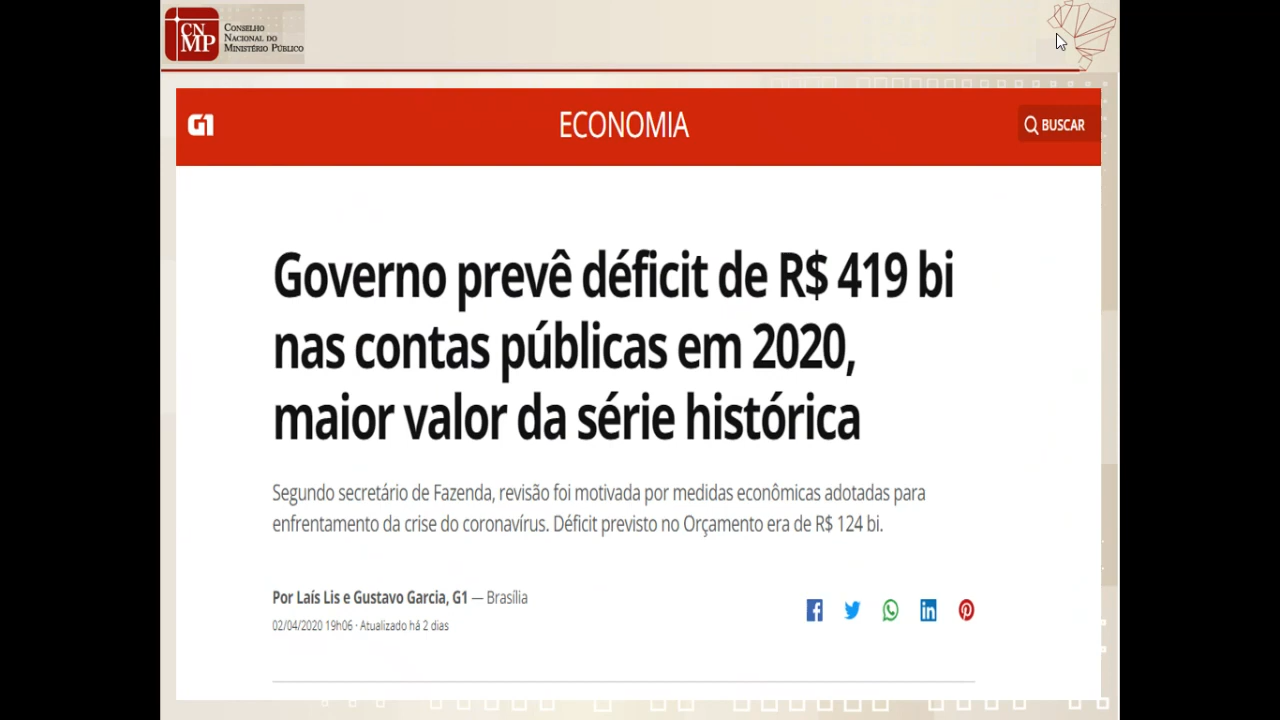 CN
MP
Conselho
Nacional do
Ministério Público
G1
ECONOMIA
BUSCAR
Governo prevê déficit de R$ 419 bi
nas contas públicas em 2020,
maior valor da série histórica
Segundo secretário de Fazenda, revisão foi motivada por medidas econômicas adotadas para
enfrentamento da crise do coronavírus. Déficit previsto no Orçamento era de R$ 124 bi.
Por Laís Lis e Gustavo Garcia, G1 — Brasília
02/04/2020 19h06 · Atualizado há 2 dias